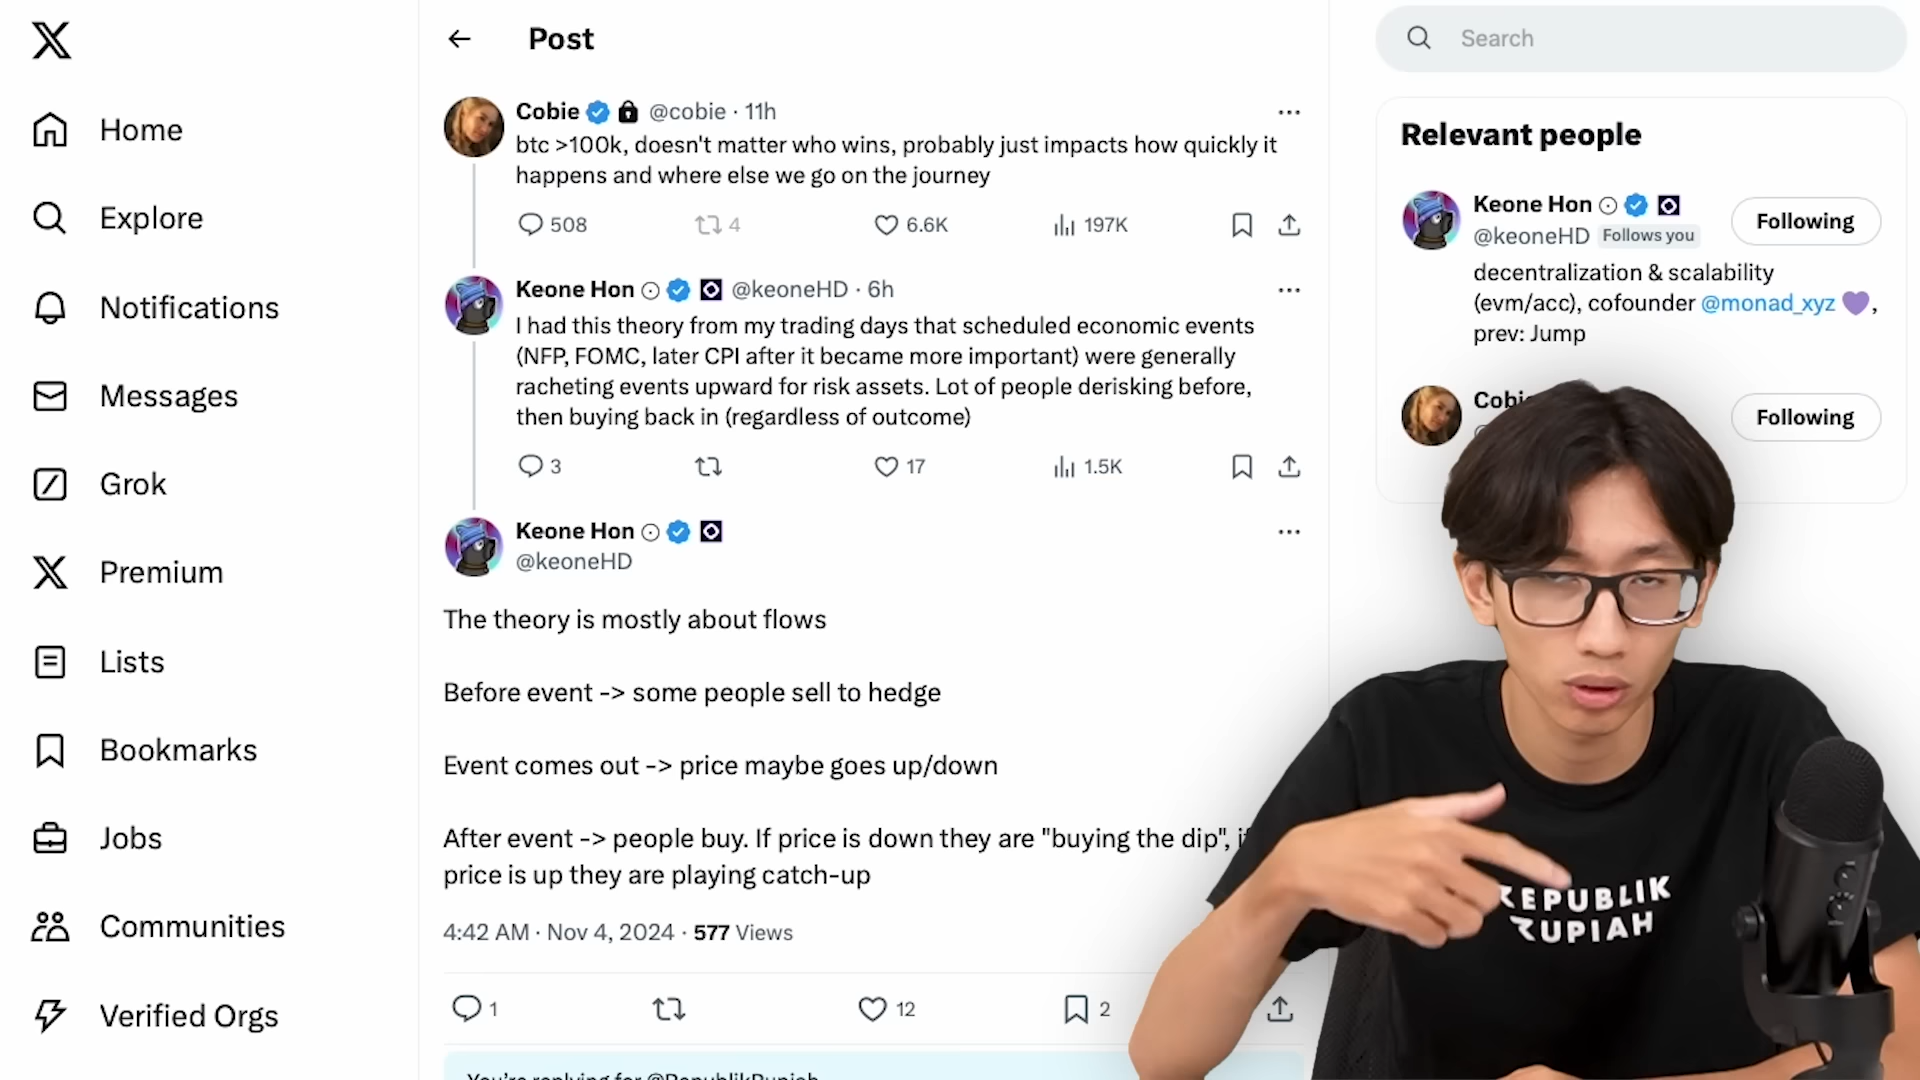 Home
Explore
Notifications
Messages
Grok
Premium
Lists
Bookmarks
Jobs
Communities
Verified Orgs
Post
Cobie @cobie · 11h
btc >100k, doesn't matter who wins, probably just impacts how quickly it
happens and where else we go on the journey
508 4 6.6K 197K
Keone Hon @keoneHD · 6h
I had this theory from my trading days that scheduled economic events
(NFP, FOMC, later CPI after it became more important) were generally
racheting events upward for risk assets. Lot of people derisking before,
then buying back in (regardless of outcome)
3 17 1.5K
Keone Hon
@keoneHD
The theory is mostly about flows
Before event -> some people sell to hedge
Event comes out -> price maybe goes up/down
After event -> people buy. If price is down they are "buying the dip",
price is up they are playing catch-up
4:42 AM · Nov 4, 2024 · 577 Views
1 12 2
You're replying for @RepublikRupiah
Search
Relevant people
Keone Hon
@keoneHD Follows you
Following
decentralization & scalability
(evm/acc), cofounder @monad_xyz 💜,
prev: Jump
Cobie
Following
REPUBLIK
RUPIAH